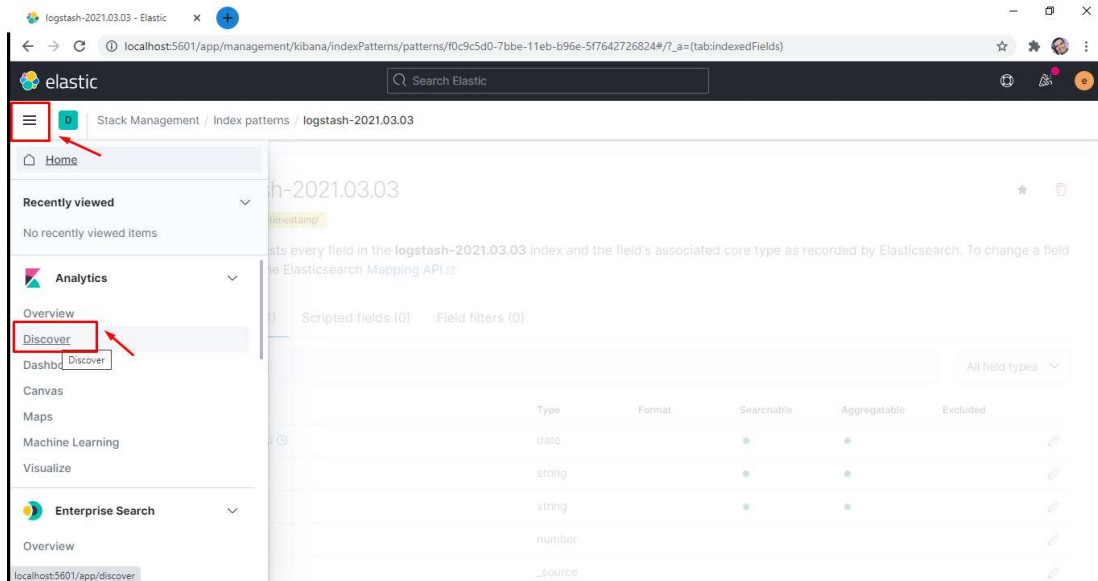 logstash-2021.03.03 - Elastic
localhost:5601/app/management/kibana/indexPatterns/patterns/f0c9c5d0-7bbe-11eb-b96e-5f7642726824#/?_a=(tab:indexedFields)
elastic
Search Elastic
e
D Stack Management / Index patterns / logstash-2021.03.03
Home
Recently viewed
No recently viewed items
Analytics
Overview
Discover
Discover
Canvas
Maps
Machine Learning
Visualize
Enterprise Search
Overview
localhost:5601/app/discover
h-2021.03.03
timestamp'
sts every field in the logstash-2021.03.03 index and the field's associated core type as recorded by Elasticsearch. To change a field
he Elasticsearch Mapping API
Scripted fields (0) Field filters (0)
All field types
Type Format Searchable Aggregatable Excluded
date
string
string
number
_source